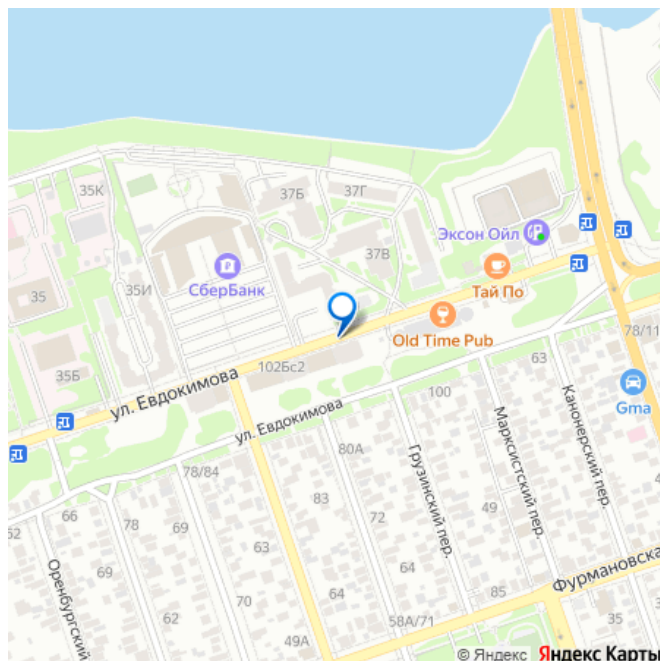 35К
37Б
37Г
Эксон Ойл
37В
СберБанк
Тай По
35
35И
Old Time Pub
78/11
102Бс2
63
35Б
ул. Евдокимова
Gma
100
ул. Евдокимова
80А
Канонерский пер.
Марксистский пер.
Грузинский пер.
78/84
83
62
66
78
69
72
49
63
Оренбургский
69
64
Фурмановска
62
70
64
85
58А/71
35
49А
© Яндекс Яндекс Карты